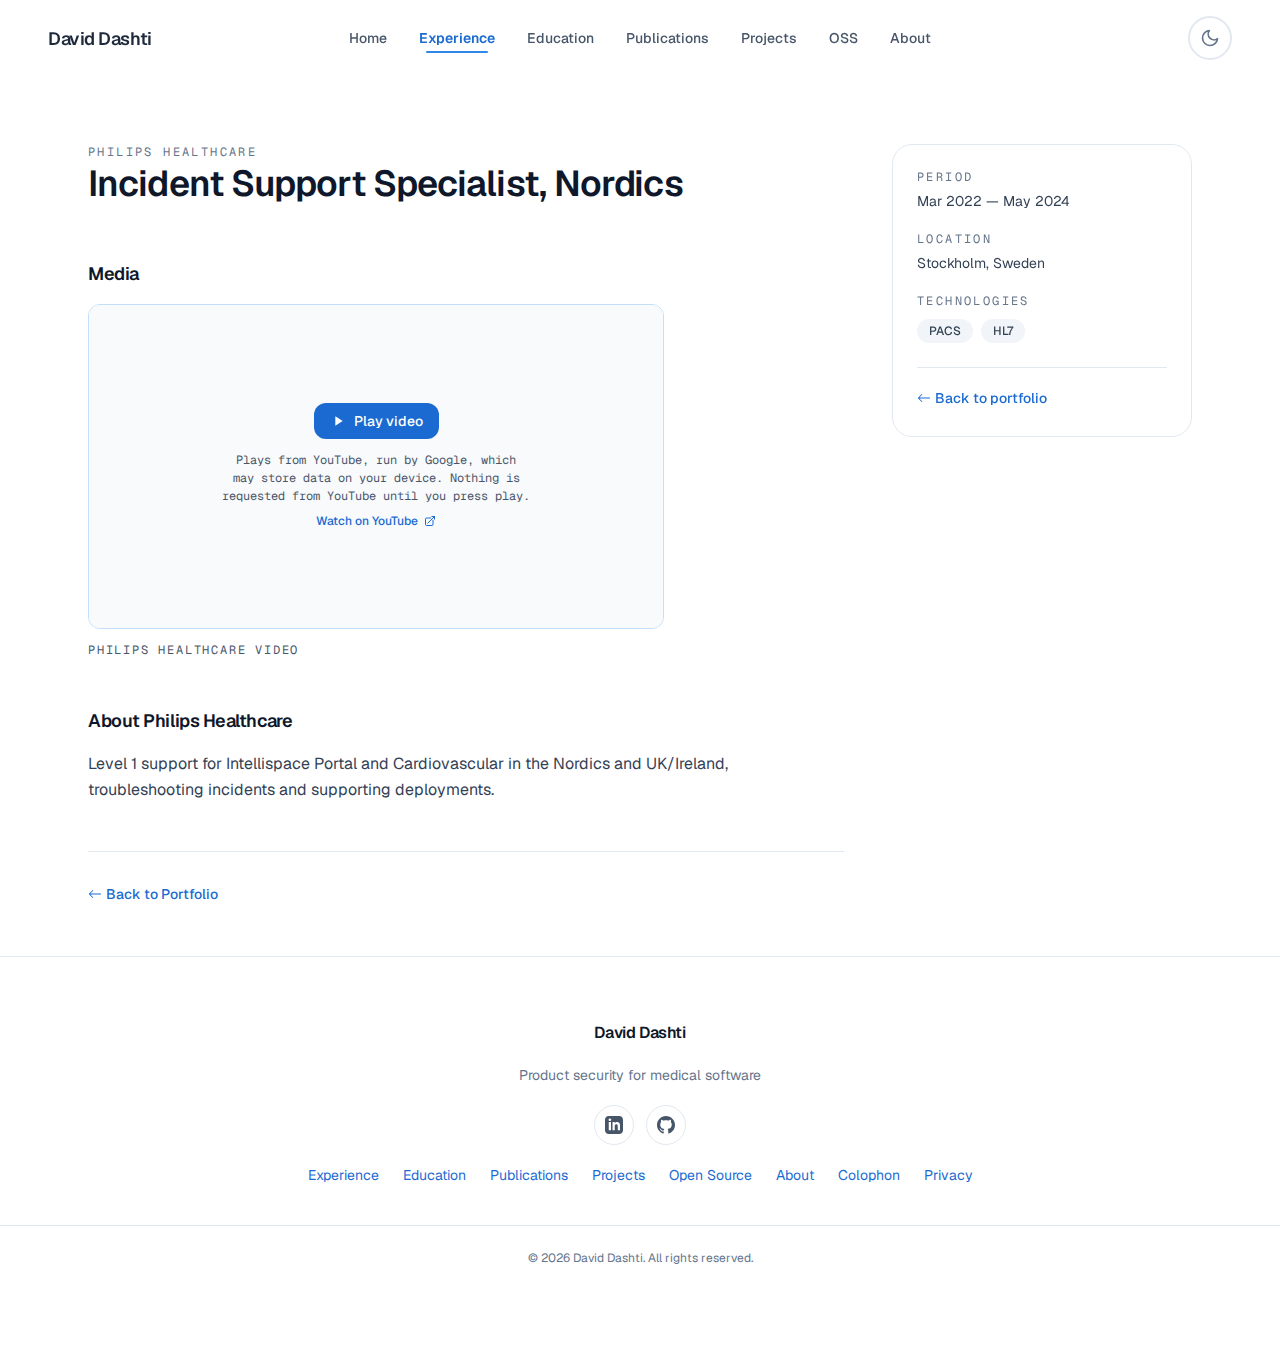 David Dashti
Home Experience Education Publications Projects OSS About
PHILIPS HEALTHCARE
Incident Support Specialist, Nordics
PERIOD
Mar 2022 — May 2024
LOCATION
Stockholm, Sweden
TECHNOLOGIES
PACS HL7
← Back to portfolio
Media
Play video
Plays from YouTube, run by Google, which
may store data on your device. Nothing is
requested from YouTube until you press play.
Watch on YouTube
PHILIPS HEALTHCARE VIDEO
About Philips Healthcare
Level 1 support for Intellispace Portal and Cardiovascular in the Nordics and UK/Ireland,
troubleshooting incidents and supporting deployments.
← Back to Portfolio
David Dashti
Product security for medical software
Experience Education Publications Projects Open Source About Colophon Privacy
© 2026 David Dashti. All rights reserved.